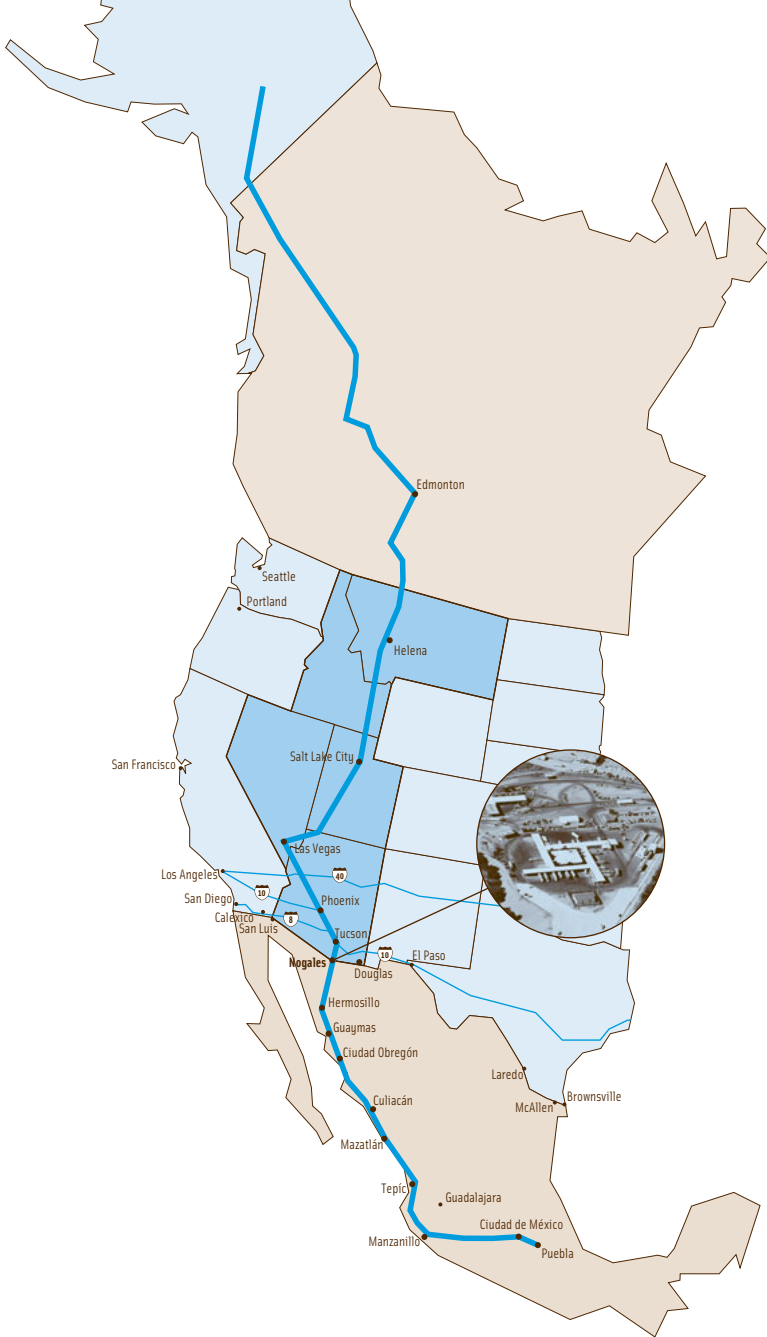 Edmonton
Seattle
Portland
Helena
Salt Lake City
San Francisco
Las Vegas
Los Angeles
40
10
San Diego
Phoenix
Calexico
8
San Luis
Tucson
10
El Paso
Nogales
Douglas
Hermosillo
Guaymas
Ciudad Obregón
Laredo
Culiacán
McAllen
Brownsville
Mazatlán
Tepic
Guadalajara
Ciudad de México
Manzanillo
Puebla